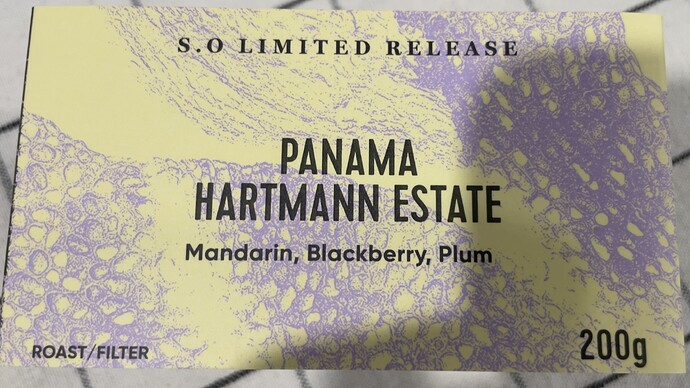 S.O LIMITED RELEASE
PANAMA
HARTMANN ESTATE
Mandarin, Blackberry, Plum
ROAST/FILTER
200g